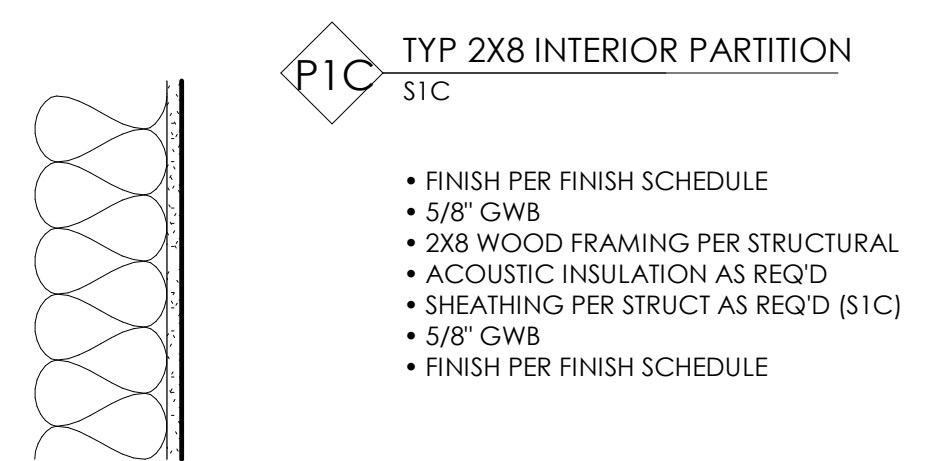 P1C
TYP 2X8 INTERIOR PARTITION
S1C
• FINISH PER FINISH SCHEDULE
• 5/8" GWB
• 2X8 WOOD FRAMING PER STRUCTURAL
• ACOUSTIC INSULATION AS REQ'D
• SHEATHING PER STRUCT AS REQ'D (S1C)
• 5/8" GWB
• FINISH PER FINISH SCHEDULE